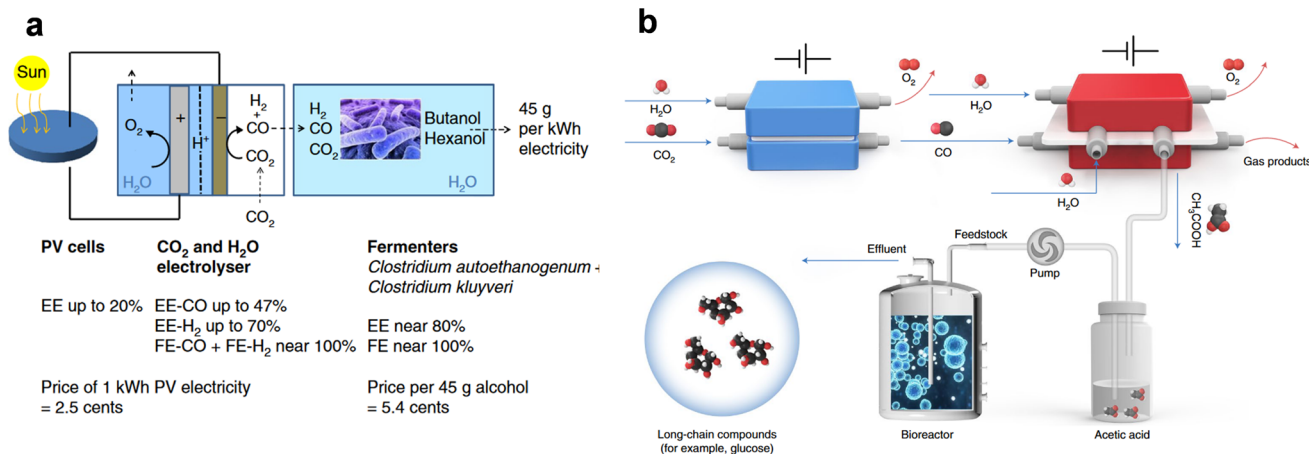 a
Sun
O2
H2O
+
H+
−
H2
+
CO
CO2
CO2
H2
CO
CO2
Butanol
Hexanol
H2O
45 g
per kWh
electricity
PV cells
CO2 and H2O
electrolyser
Fermenters
Clostridium autoethanogenum +
Clostridium kluyveri
EE up to 20%
EE-CO up to 47%
EE-H2 up to 70%
FE-CO + FE-H2 near 100%
EE near 80%
FE near 100%
Price of 1 kWh PV electricity
= 2.5 cents
Price per 45 g alcohol
= 5.4 cents
b
H2O
CO2
O2
H2O
CO
O2
Gas products
H2O
CH3COOH
Effluent
Feedstock
Pump
Long-chain compounds
(for example, glucose)
Bioreactor
Acetic acid